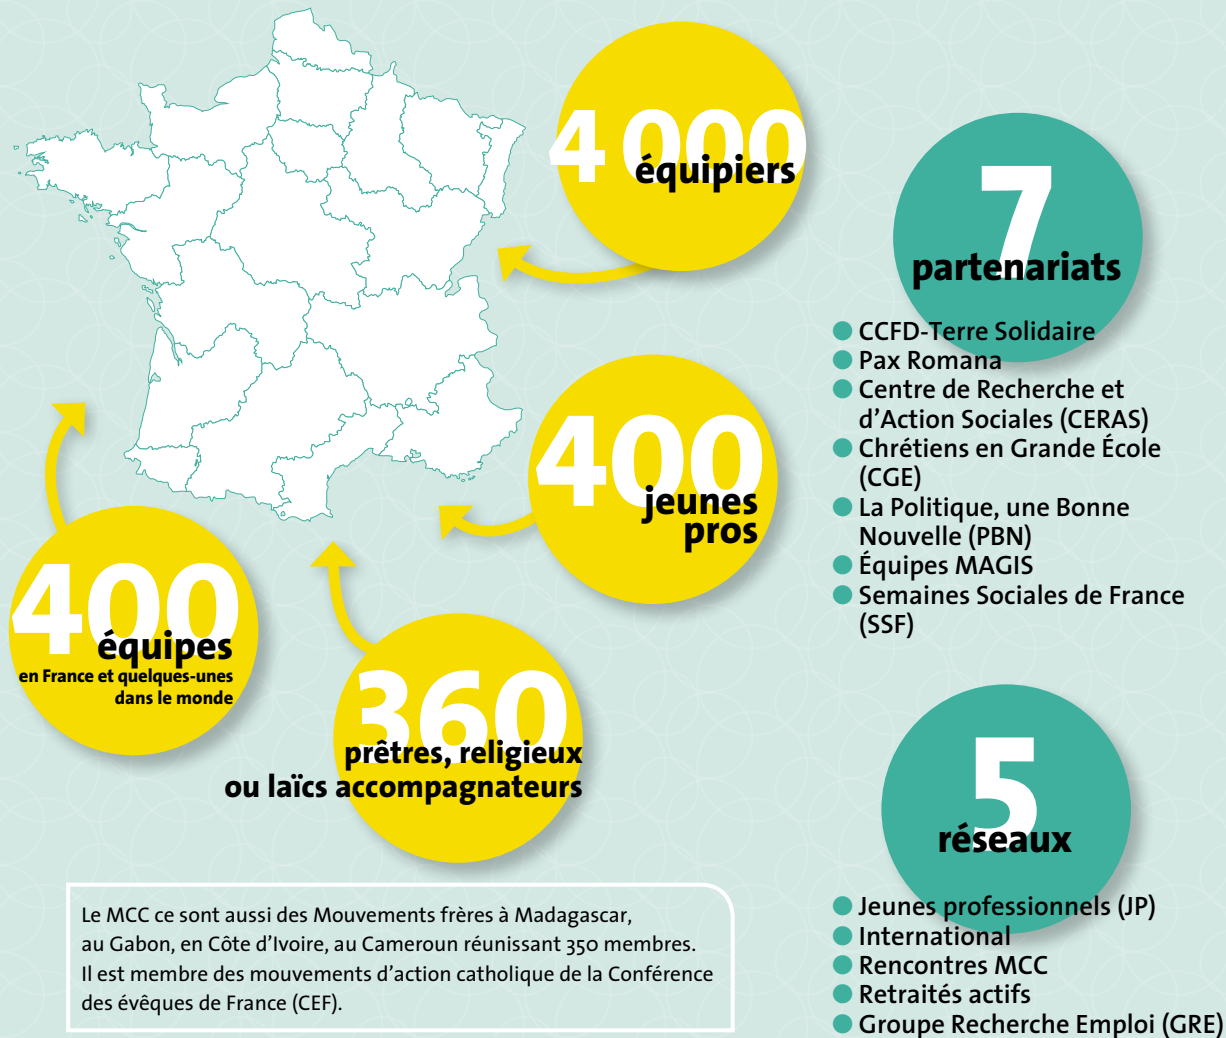 4 000
équipiers
400
jeunes
pros
400
équipes
en France et quelques-unes
dans le monde
360
prêtres, religieux
ou laïcs accompagnateurs
Le MCC ce sont aussi des Mouvements frères à Madagascar,
au Gabon, en Côte d'Ivoire, au Cameroun réunissant 350 membres.
Il est membre des mouvements d'action catholique de la Conférence
des évêques de France (CEF).
7
partenariats
● CCFD-Terre Solidaire
● Pax Romana
● Centre de Recherche et
d'Action Sociales (CERAS)
● Chrétiens en Grande École
(CGE)
● La Politique, une Bonne
Nouvelle (PBN)
● Équipes MAGIS
● Semaines Sociales de France
(SSF)
5
réseaux
● Jeunes professionnels (JP)
● International
● Rencontres MCC
● Retraités actifs
● Groupe Recherche Emploi (GRE)